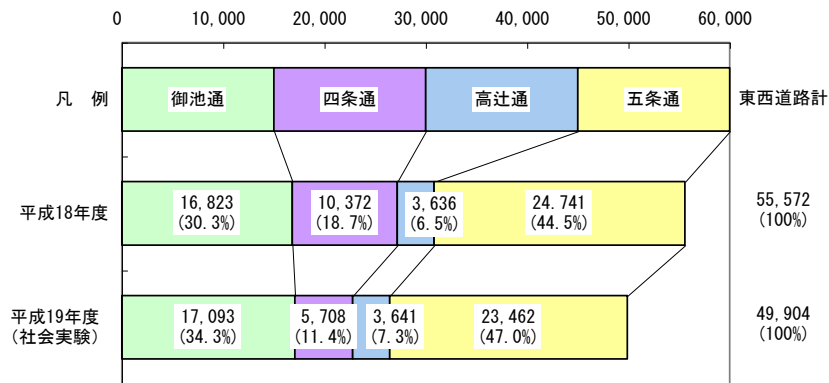 0 10,000 20,000 30,000 40,000 50,000 60,000
凡 例 御池通 四条通 高辻通 五条通 東西道路計
平成18年度 16,823 10,372 3,636 24.741 55,572
(30.3%) (18.7%) (6.5%) (44.5%) (100%)
平成19年度 17,093 5,708 3,641 23,462 49,904
(社会実験) (34.3%) (11.4%) (7.3%) (47.0%) (100%)